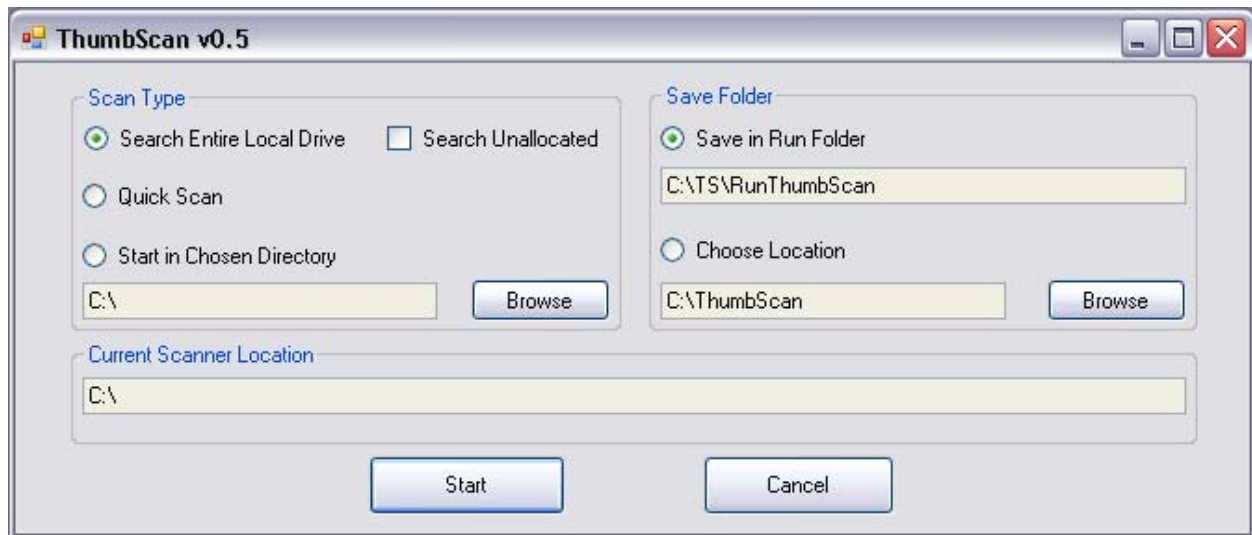 ThumbScan v0.5
Scan Type
Search Entire Local Drive Search Unallocated
Quick Scan
Start in Chosen Directory
C:\
Browse
Save Folder
Save in Run Folder
C:\TS\RunThumbScan
Choose Location
C:\ThumbScan
Browse
Current Scanner Location
C:\
Start
Cancel